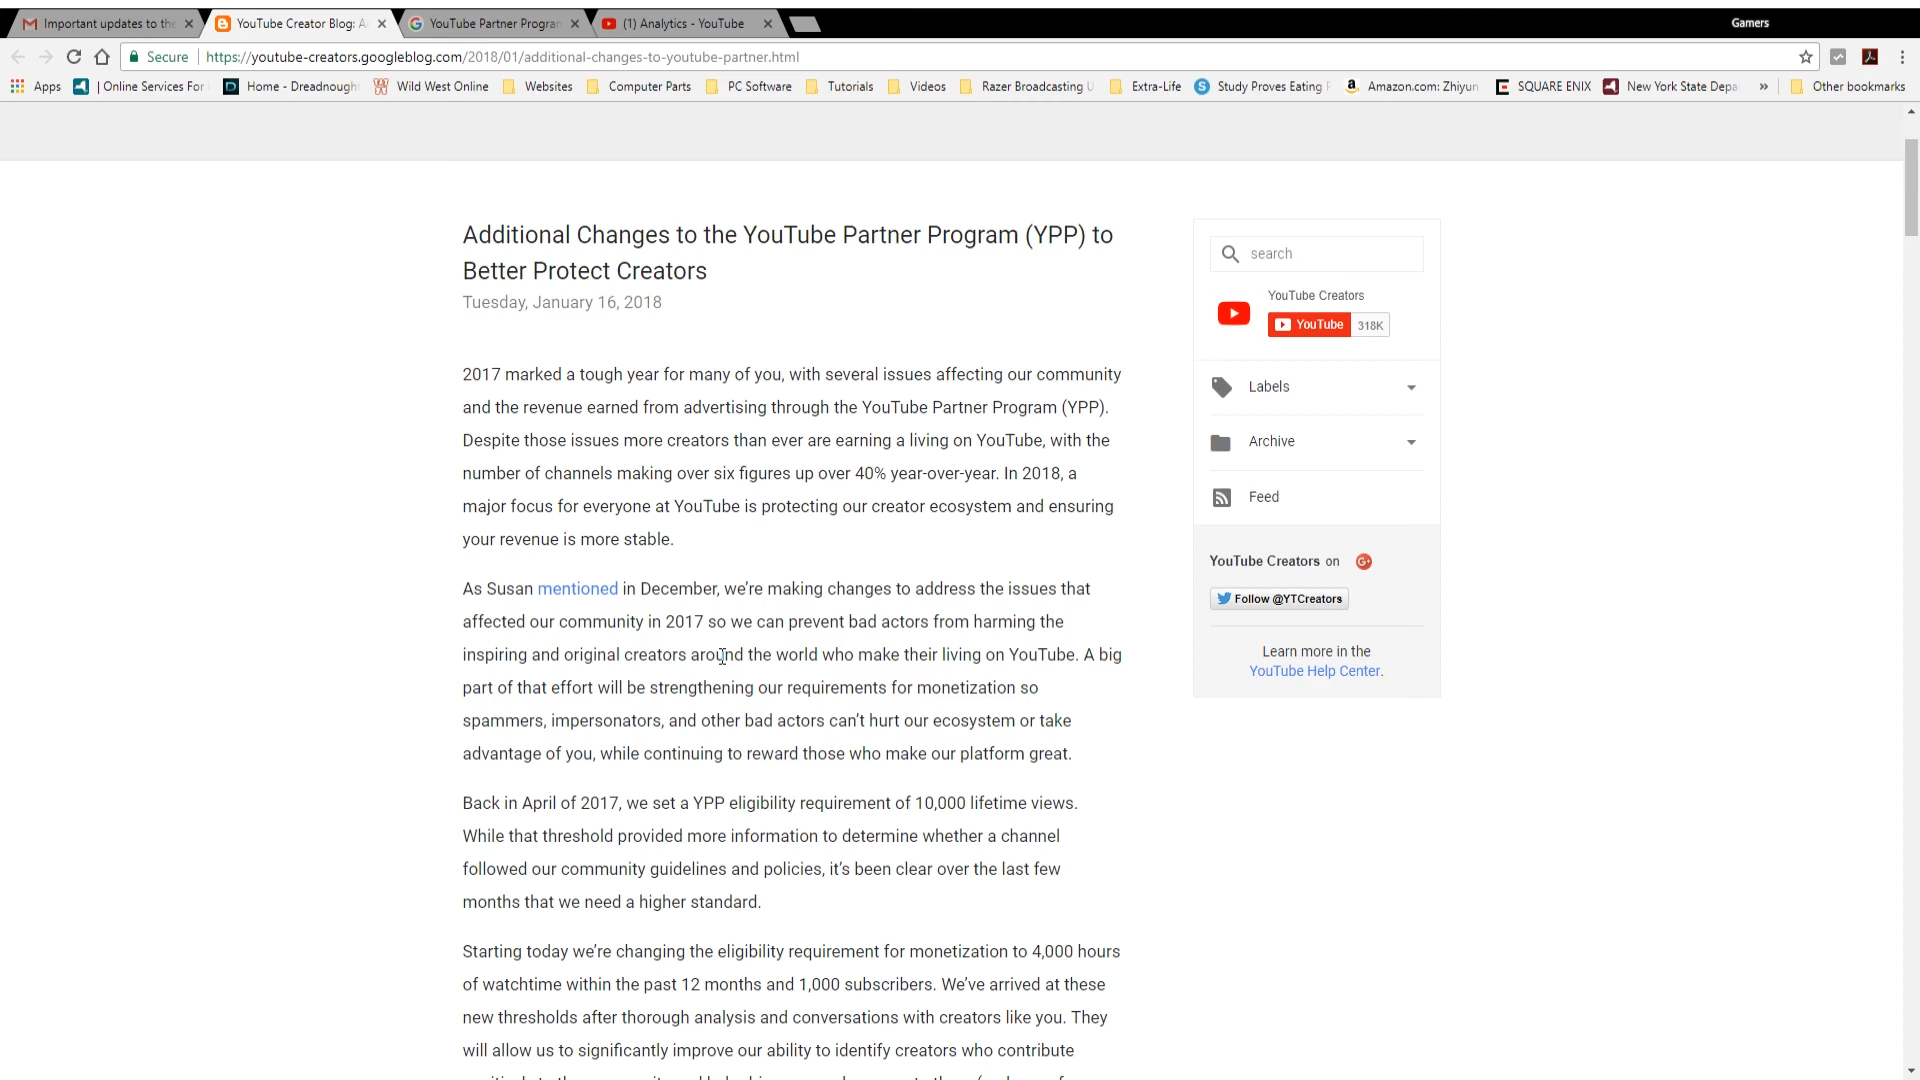 Gamers
Important updates to the
YouTube Creator Blog: A
YouTube Partner Program
(1) Analytics - YouTube
Secure
https://youtube-creators.googleblog.com/2018/01/additional-changes-to-youtube-partner.html
Apps
| Online Services For
Home - Dreadnought
Wild West Online
Websites
Computer Parts
PC Software
Tutorials
Videos
Razer Broadcasting U
Extra-Life
Study Proves Eating
Amazon.com: Zhiyun
SQUARE ENIX
New York State Depa
»
Other bookmarks
Additional Changes to the YouTube Partner Program (YPP) to
Better Protect Creators
Tuesday, January 16, 2018
2017 marked a tough year for many of you, with several issues affecting our community
and the revenue earned from advertising through the YouTube Partner Program (YPP).
Despite those issues more creators than ever are earning a living on YouTube, with the
number of channels making over six figures up over 40% year-over-year. In 2018, a
major focus for everyone at YouTube is protecting our creator ecosystem and ensuring
your revenue is more stable.
As Susan mentioned in December, we're making changes to address the issues that
affected our community in 2017 so we can prevent bad actors from harming the
inspiring and original creators around the world who make their living on YouTube. A big
part of that effort will be strengthening our requirements for monetization so
spammers, impersonators, and other bad actors can't hurt our ecosystem or take
advantage of you, while continuing to reward those who make our platform great.
Back in April of 2017, we set a YPP eligibility requirement of 10,000 lifetime views.
While that threshold provided more information to determine whether a channel
followed our community guidelines and policies, it's been clear over the last few
months that we need a higher standard.
Starting today we're changing the eligibility requirement for monetization to 4,000 hours
of watchtime within the past 12 months and 1,000 subscribers. We've arrived at these
new thresholds after thorough analysis and conversations with creators like you. They
will allow us to significantly improve our ability to identify creators who contribute
search
YouTube Creators
YouTube
318K
Labels
Archive
Feed
YouTube Creators on
Follow @YTCreators
Learn more in the
YouTube Help Center.